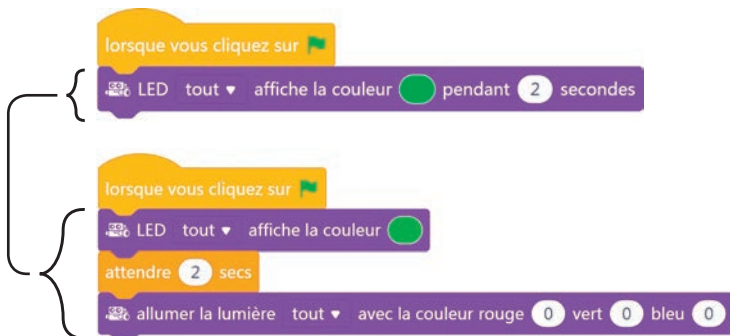 lorsque vous cliquez sur
LED tout affiche la couleur pendant 2 secondes
lorsque vous cliquez sur
LED tout affiche la couleur
attendre 2 secs
allumer la lumière tout avec la couleur rouge 0 vert 0 bleu 0